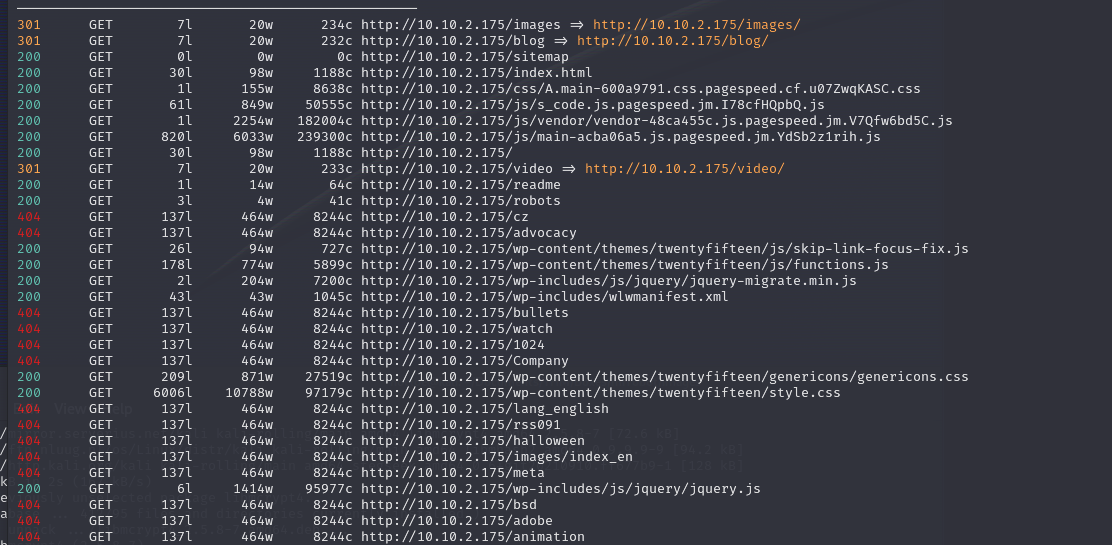 301 GET 7l 20w 234c http://10.10.2.175/images => http://10.10.2.175/images/
301 GET 7l 20w 232c http://10.10.2.175/blog => http://10.10.2.175/blog/
200 GET 0l 0w 0c http://10.10.2.175/sitemap
200 GET 30l 98w 1188c http://10.10.2.175/index.html
200 GET 1l 155w 8638c http://10.10.2.175/css/A.main-600a9791.css.pagespeed.cf.u07ZwqKASC.css
200 GET 61l 849w 50555c http://10.10.2.175/js/s_code.js.pagespeed.jm.I78cfHQpbQ.js
200 GET 1l 2254w 182004c http://10.10.2.175/js/vendor/vendor-48ca455c.js.pagespeed.jm.V7Qfw6bd5C.js
200 GET 820l 6033w 239300c http://10.10.2.175/js/main-acba06a5.js.pagespeed.jm.YdSb2z1rih.js
200 GET 30l 98w 1188c http://10.10.2.175/
301 GET 7l 20w 233c http://10.10.2.175/video => http://10.10.2.175/video/
200 GET 1l 14w 64c http://10.10.2.175/readme
200 GET 3l 4w 41c http://10.10.2.175/robots
404 GET 137l 464w 8244c http://10.10.2.175/cz
404 GET 137l 464w 8244c http://10.10.2.175/advocacy
200 GET 26l 94w 727c http://10.10.2.175/wp-content/themes/twentyfifteen/js/skip-link-focus-fix.js
200 GET 178l 774w 5899c http://10.10.2.175/wp-content/themes/twentyfifteen/js/functions.js
200 GET 2l 204w 7200c http://10.10.2.175/wp-includes/js/jquery/jquery-migrate.min.js
200 GET 43l 43w 1045c http://10.10.2.175/wp-includes/wlwmanifest.xml
404 GET 137l 464w 8244c http://10.10.2.175/bullets
404 GET 137l 464w 8244c http://10.10.2.175/watch
404 GET 137l 464w 8244c http://10.10.2.175/1024
404 GET 137l 464w 8244c http://10.10.2.175/Company
200 GET 209l 871w 27519c http://10.10.2.175/wp-content/themes/twentyfifteen/genericons/genericons.css
200 GET 6006l 10788w 97179c http://10.10.2.175/wp-content/themes/twentyfifteen/style.css
404 GET 137l 464w 8244c http://10.10.2.175/lang_english
404 GET 137l 464w 8244c http://10.10.2.175/rss091
404 GET 137l 464w 8244c http://10.10.2.175/halloween
404 GET 137l 464w 8244c http://10.10.2.175/images/index_en
404 GET 137l 464w 8244c http://10.10.2.175/meta
200 GET 6l 1414w 95977c http://10.10.2.175/wp-includes/js/jquery/jquery.js
404 GET 137l 464w 8244c http://10.10.2.175/bsd
404 GET 137l 464w 8244c http://10.10.2.175/adobe
404 GET 137l 464w 8244c http://10.10.2.175/animation